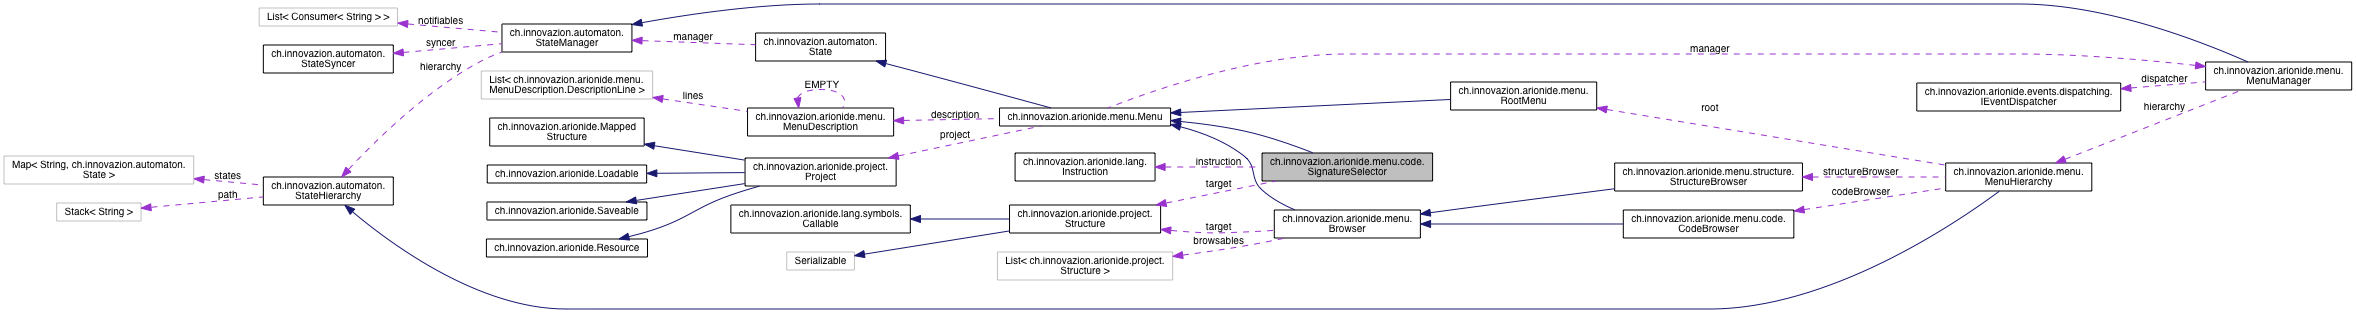 List< Consumer< String > >
notifiables
ch.innovazion.automaton.
StateManager
syncer
ch.innovazion.automaton.
StateSyncer
hierarchy
manager
ch.innovazion.automaton.
State
List< ch.innovazion.arionide.menu.
MenuDescription.DescriptionLine >
lines
EMPTY
ch.innovazion.arionide.menu.
MenuDescription
description
ch.innovazion.arionide.menu.Menu
project
manager
ch.innovazion.arionide.menu.
RootMenu
root
ch.innovazion.arionide.menu.
MenuManager
dispatcher
ch.innovazion.arionide.events.dispatching.
IEventDispatcher
hierarchy
ch.innovazion.arionide.Mapped
Structure
ch.innovazion.arionide.Loadable
ch.innovazion.arionide.Saveable
ch.innovazion.arionide.Resource
ch.innovazion.arionide.project.
Project
Map< String, ch.innovazion.automaton.
State >
states
Stack< String >
path
ch.innovazion.automaton.
StateHierarchy
ch.innovazion.arionide.lang.
Instruction
instruction
ch.innovazion.arionide.menu.code.
SignatureSelector
target
ch.innovazion.arionide.lang.symbols.
Callable
Serializable
ch.innovazion.arionide.project.
Structure
target
browsables
List< ch.innovazion.arionide.project.
Structure >
ch.innovazion.arionide.menu.
Browser
ch.innovazion.arionide.menu.structure.
StructureBrowser
structureBrowser
codeBrowser
ch.innovazion.arionide.menu.code.
CodeBrowser
ch.innovazion.arionide.menu.
MenuHierarchy